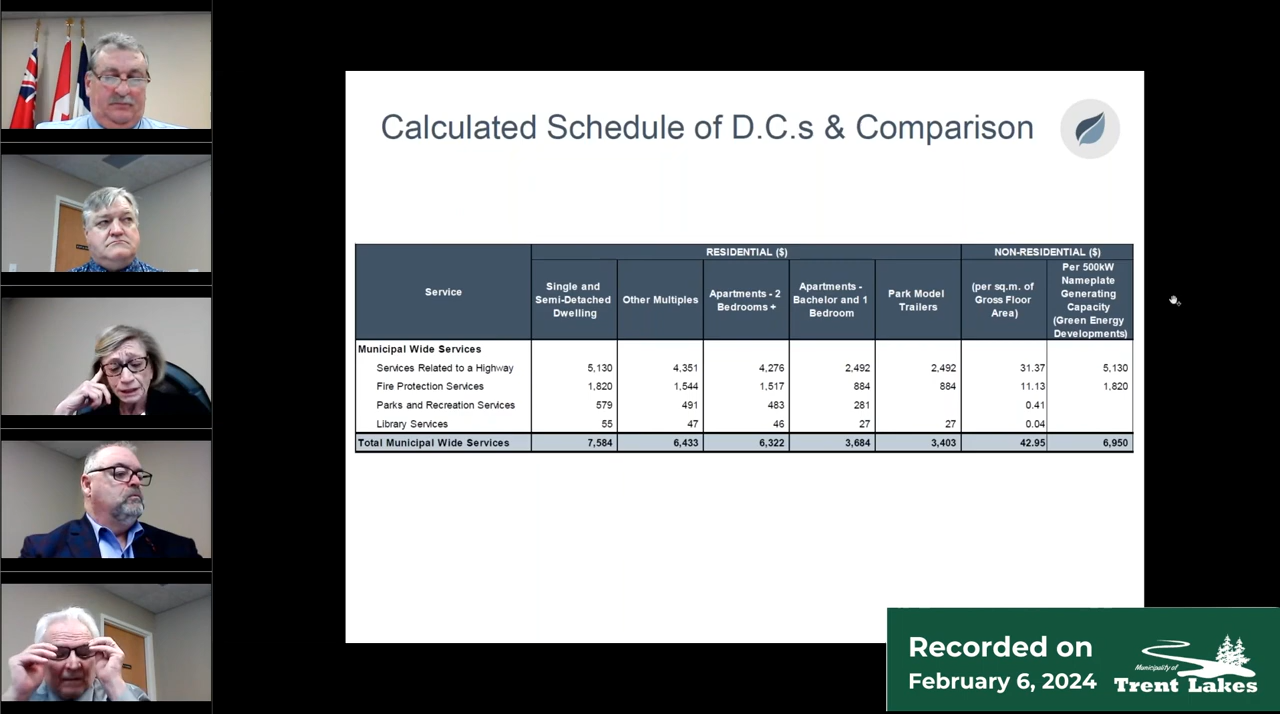 Calculated Schedule of D.C.s & Comparison
RESIDENTIAL ($)
NON-RESIDENTIAL ($)
Service
Single and
Semi-Detached
Dwelling
Other Multiples
Apartments - 2
Bedrooms +
Apartments -
Bachelor and 1
Bedroom
Park Model
Trailers
(per sq.m. of
Gross Floor
Area)
Per 500kW
Nameplate
Generating
Capacity
(Green Energy
Developments)
Municipal Wide Services
Services Related to a Highway 5,130 4,351 4,276 2,492 2,492 31.37 5,130
Fire Protection Services 1,820 1,544 1,517 884 884 11.13 1,820
Parks and Recreation Services 579 491 483 281 0.41
Library Services 55 47 46 27 27 0.04
Total Municipal Wide Services 7,584 6,433 6,322 3,684 3,403 42.95 6,950
Recorded on
February 6, 2024
Municipality of
Trent Lakes